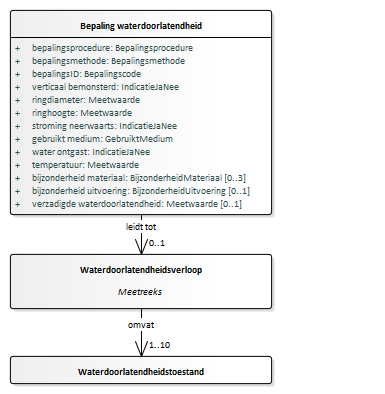 Bepaling waterdoorlatendheid
+ bepalingsprocedure: Bepalingsprocedure
+ bepalingsmethode: Bepalingsmethode
+ bepalingsID: Bepalingscode
+ verticaal bemonsterd: IndicatieJaNee
+ ringdiameter: Meetwaarde
+ ringhoogte: Meetwaarde
+ stroming neerwaarts: IndicatieJaNee
+ gebruikt medium: GebruiktMedium
+ water ontgast: IndicatieJaNee
+ temperatuur: Meetwaarde
+ bijzonderheid materiaal: BijzonderheidMateriaal [0..3]
+ bijzonderheid uitvoering: BijzonderheidUitvoering [0..1]
+ verzadigde waterdoorlatendheid: Meetwaarde [0..1]
leidt tot
0..1
Waterdoorlatendheidsverloop
Meetreeks
omvat
1..10
Waterdoorlatendheidstoestand